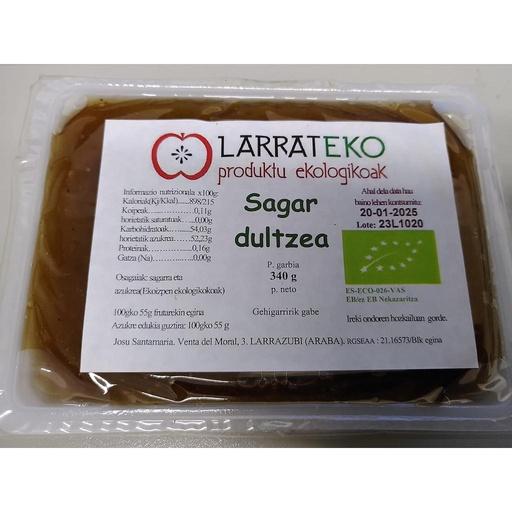 LARRATEKO
produktu ekologikoak
Informazio nutrizionala x100g:
Kaloriak(Kj/Kkal)......898/215
Koipeak..................0,11g
horietatik saturatuak.....0,00g
Karbohidratoak..........54,03g
horietatik azukrea.......52,23g
Proteinak................0,16g
Gatza (Na)...............0,00g
Sagar
dultzea
Ahal dela data hau
baino lehen kontsumitu:
20-01-2025
Lote: 23L1020
Osagaiak: sagarra eta
azukrea(Ekoizpen ekologikokoak)
P. garbia
340 g
p. neto
ES-ECO-026-VAS
EB/ez EB Nekazaritza
100gko 55g frutarekin egina
Azukre edukia guztira: 100gko 55 g
Gehigarririk gabe
Ireki ondoren hozkailuan gorde.
Josu Santamaria. Venta del Moral, 3. LARRAZUBI (ARABA). RGSEAA : 21.16573/Blk egina